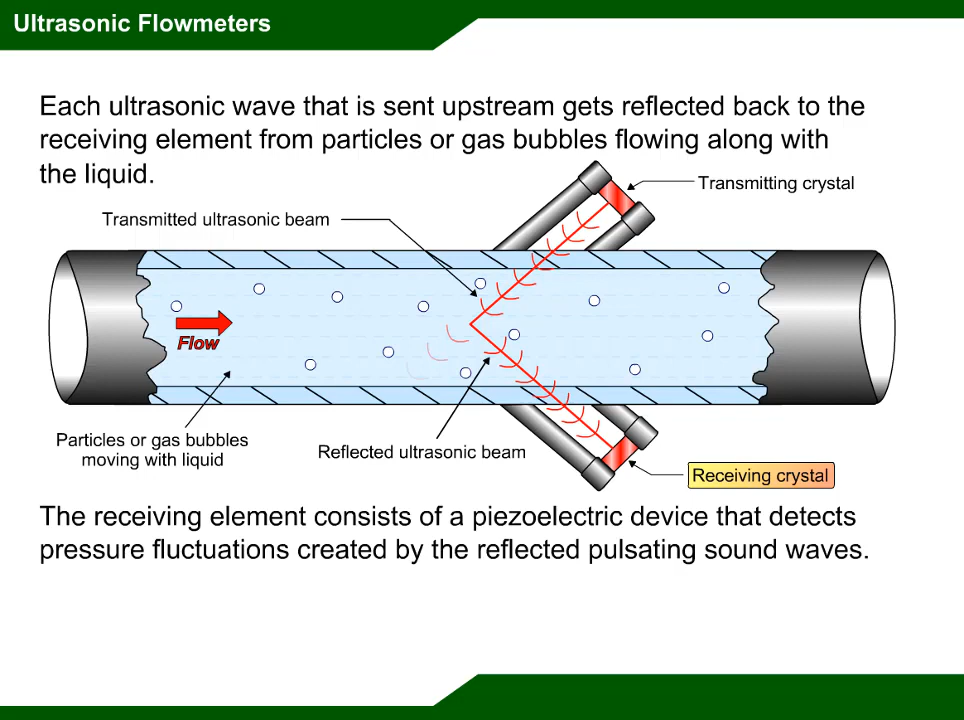 Ultrasonic Flowmeters
Each ultrasonic wave that is sent upstream gets reflected back to the
receiving element from particles or gas bubbles flowing along with
the liquid.
Transmitting crystal
Transmitted ultrasonic beam
Flow
Particles or gas bubbles
moving with liquid
Reflected ultrasonic beam
Receiving crystal
The receiving element consists of a piezoelectric device that detects
pressure fluctuations created by the reflected pulsating sound waves.